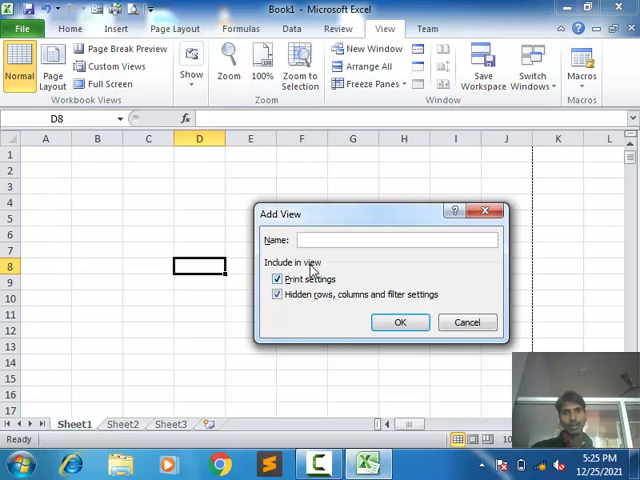 Book1 - Microsoft Excel
File Home Insert Page Layout Formulas Data Review View Team
Normal
Page Layout
Page Break Preview
Custom Views
Full Screen
Workbook Views
Show
Zoom
100%
Zoom to Selection
Zoom
New Window
Arrange All
Freeze Panes
Save Workspace
Switch Windows
Window
Macros
Macros
D8
fx
A B C D E F G H I J K L
1
2
3
4
5
6
7
8
9
10
11
12
13
14
15
16
17
Add View
Name:
Include in view
Print settings
Hidden rows, columns and filter settings
OK Cancel
Sheet1 Sheet2 Sheet3
Ready
5:25 PM
12/25/2021